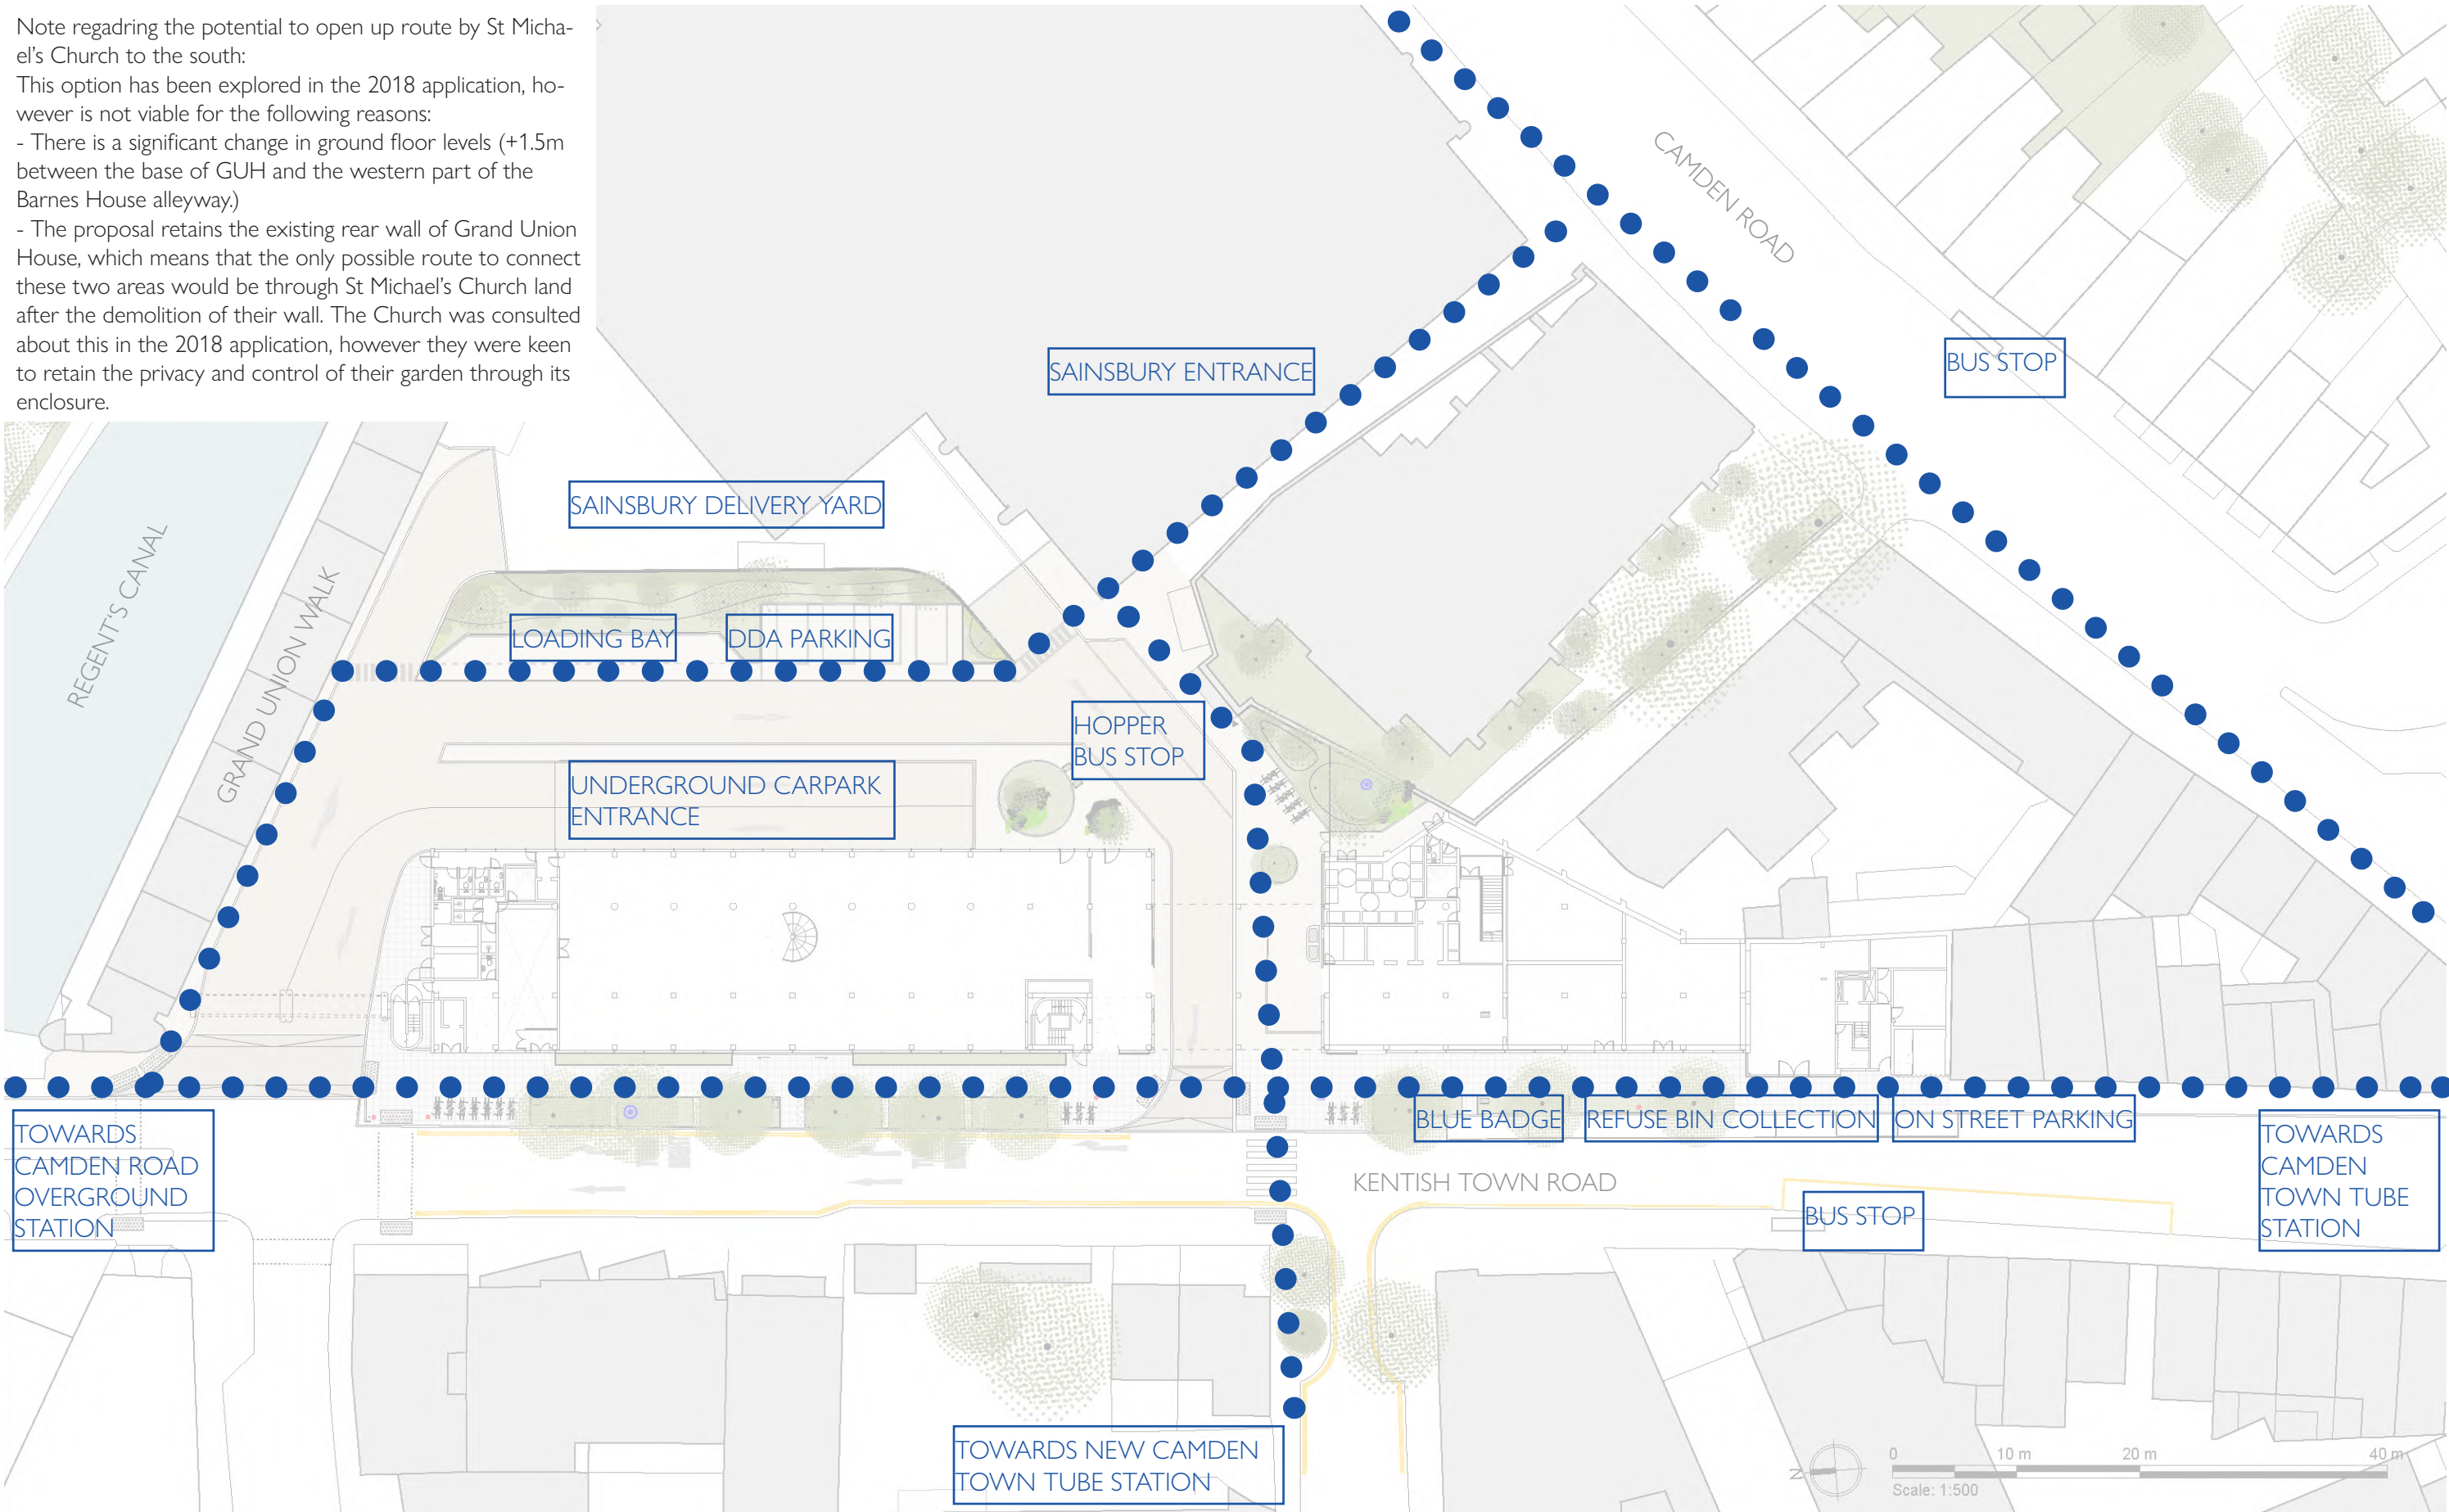 Note regadring the potential to open up route by St Micha-
el's Church to the south:
This option has been explored in the 2018 application, ho-
wever is not viable for the following reasons:
- There is a significant change in ground floor levels (+1.5m
between the base of GUH and the western part of the
Barnes House alleyway.)
- The proposal retains the existing rear wall of Grand Union
House, which means that the only possible route to connect
these two areas would be through St Michael's Church land
after the demolition of their wall. The Church was consulted
about this in the 2018 application, however they were keen
to retain the privacy and control of their garden through its
enclosure.
CAMDEN ROAD
SAINSBURY ENTRANCE
BUS STOP
SAINSBURY DELIVERY YARD
REGENT'S CANAL
GRAND UNION WALK
LOADING BAY
DDA PARKING
HOPPER
BUS STOP
UNDERGROUND CARPARK
ENTRANCE
BLUE BADGE
REFUSE BIN COLLECTION
ON STREET PARKING
TOWARDS
CAMDEN ROAD
OVERGROUND
STATION
TOWARDS
CAMDEN
TOWN TUBE
STATION
KENTISH TOWN ROAD
BUS STOP
TOWARDS NEW CAMDEN
TOWN TUBE STATION
N
0 10 m 20 m 40 m
Scale: 1:500